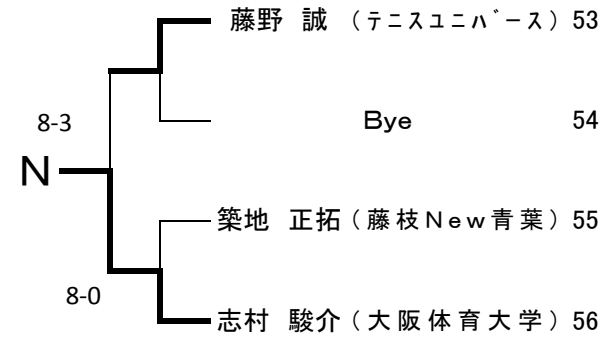 藤野 誠 (テニスユニバース) 53
8-3
Bye 54
N
築地 正拓 (藤枝New青葉) 55
8-0
志村 駿介 (大阪体育大学) 56